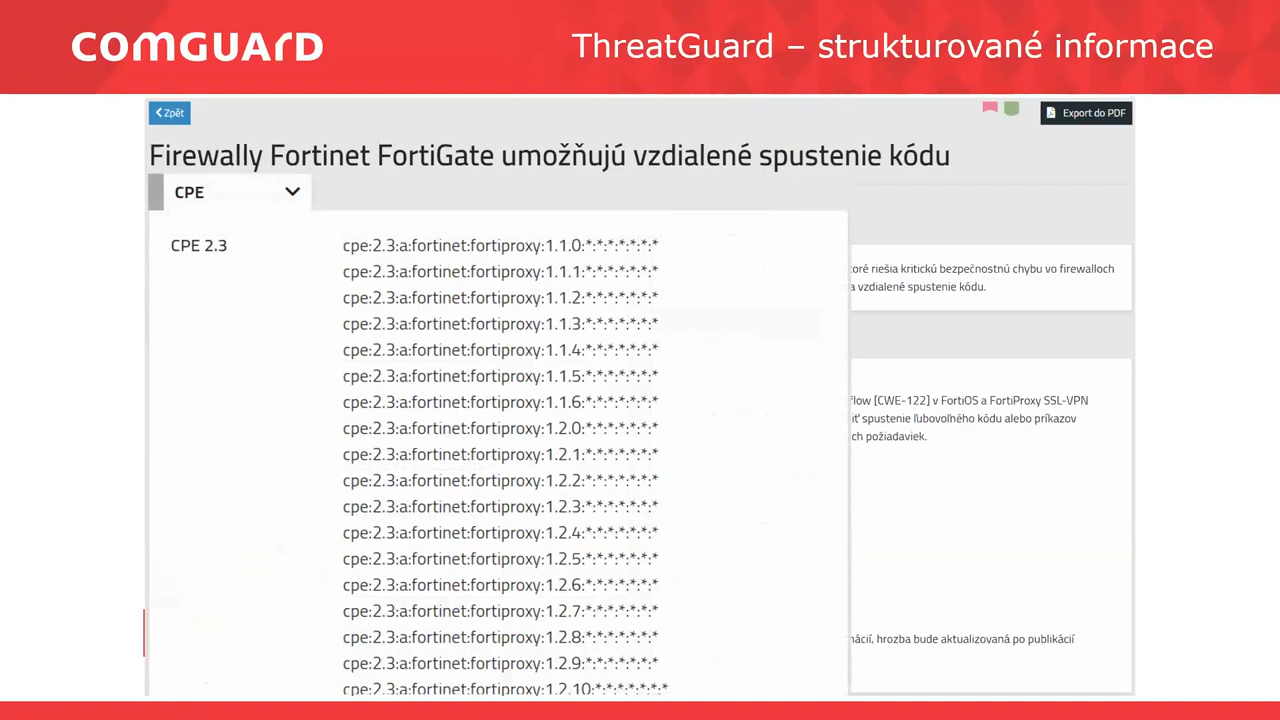 COMGUARD
ThreatGuard – strukturované informace
Zpět
Export do PDF
Firewally Fortinet FortiGate umožňujú vzdialené spustenie kódu
CPE
CPE 2.3
cpe:2.3:a:fortinet:fortiproxy:1.1.0:*:*:*:*:*:*:*
cpe:2.3:a:fortinet:fortiproxy:1.1.1:*:*:*:*:*:*:*
cpe:2.3:a:fortinet:fortiproxy:1.1.2:*:*:*:*:*:*:*
cpe:2.3:a:fortinet:fortiproxy:1.1.3:*:*:*:*:*:*:*
cpe:2.3:a:fortinet:fortiproxy:1.1.4:*:*:*:*:*:*:*
cpe:2.3:a:fortinet:fortiproxy:1.1.5:*:*:*:*:*:*:*
cpe:2.3:a:fortinet:fortiproxy:1.1.6:*:*:*:*:*:*:*
cpe:2.3:a:fortinet:fortiproxy:1.2.0:*:*:*:*:*:*:*
cpe:2.3:a:fortinet:fortiproxy:1.2.1:*:*:*:*:*:*:*
cpe:2.3:a:fortinet:fortiproxy:1.2.2:*:*:*:*:*:*:*
cpe:2.3:a:fortinet:fortiproxy:1.2.3:*:*:*:*:*:*:*
cpe:2.3:a:fortinet:fortiproxy:1.2.4:*:*:*:*:*:*:*
cpe:2.3:a:fortinet:fortiproxy:1.2.5:*:*:*:*:*:*:*
cpe:2.3:a:fortinet:fortiproxy:1.2.6:*:*:*:*:*:*:*
cpe:2.3:a:fortinet:fortiproxy:1.2.7:*:*:*:*:*:*:*
cpe:2.3:a:fortinet:fortiproxy:1.2.8:*:*:*:*:*:*:*
cpe:2.3:a:fortinet:fortiproxy:1.2.9:*:*:*:*:*:*:*
cpe:2.3:a:fortinet:fortiproxy:1.2.10:*:*:*:*:*:*:*
riešia kritickú bezpečnostnú chybu vo firewalloch
a vzdialené spustenie kódu.
flow [CWE-122] v FortiOS a FortiProxy SSL-VPN
spustenie ľubovoľného kódu alebo príkazov
ch požiadaviek.
hrozba bude aktualizovaná po publikácií